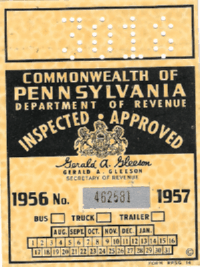 COMMONWEALTH OF
PENNSYLVANIA
DEPARTMENT OF REVENUE
INSPECTED APPROVED
Gerald A. Gleeson
GERALD A. GLEESON
SECRETARY OF REVENUE
1956 No. 462581 1957
BUS TRUCK TRAILER
AUG. SEPT. OCT. NOV. DEC. JAN.
1 2 3 4 5 6 7 8 9 10 11 12 13 14 15 16
17 18 19 20 21 22 23 24 25 26 27 28 29 30 31